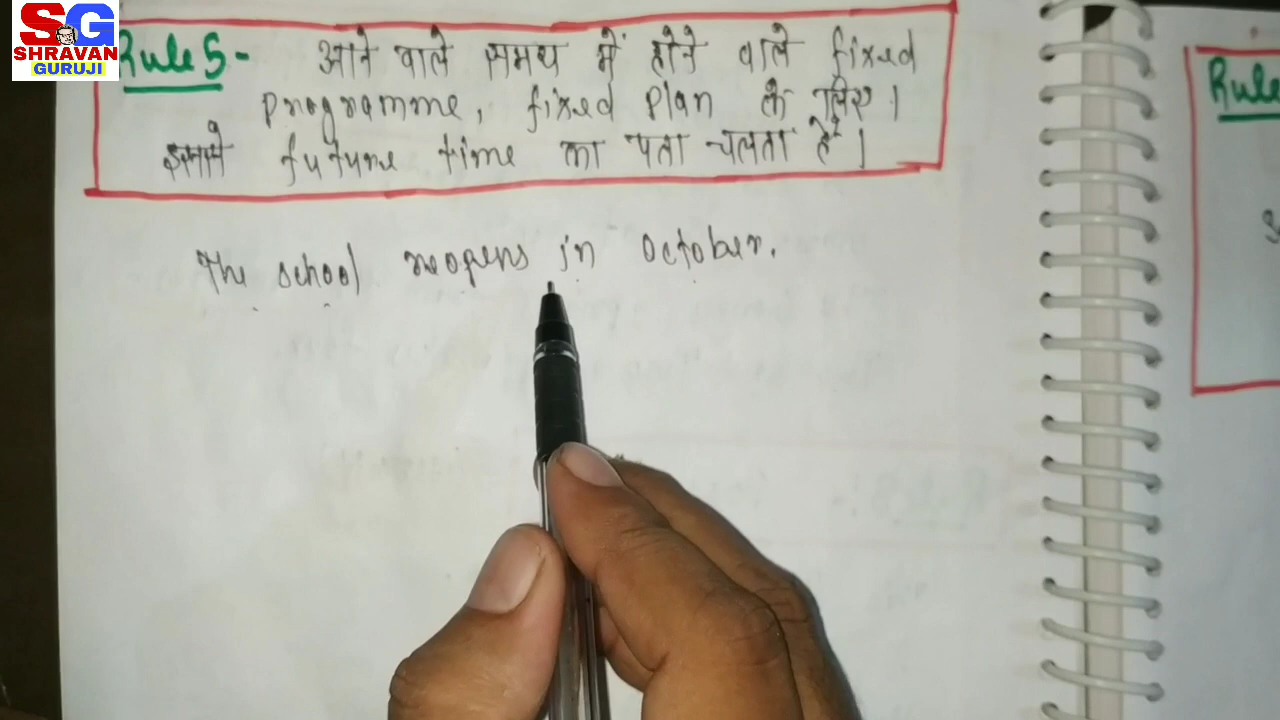 SG
SHRAVAN
GURUJI
Rule 5- आने वाले समय में होने वाले fixed
programme, fixed plan के लिए।
इसमे future time का पता चलता है।
The school reopens in october.
Rule